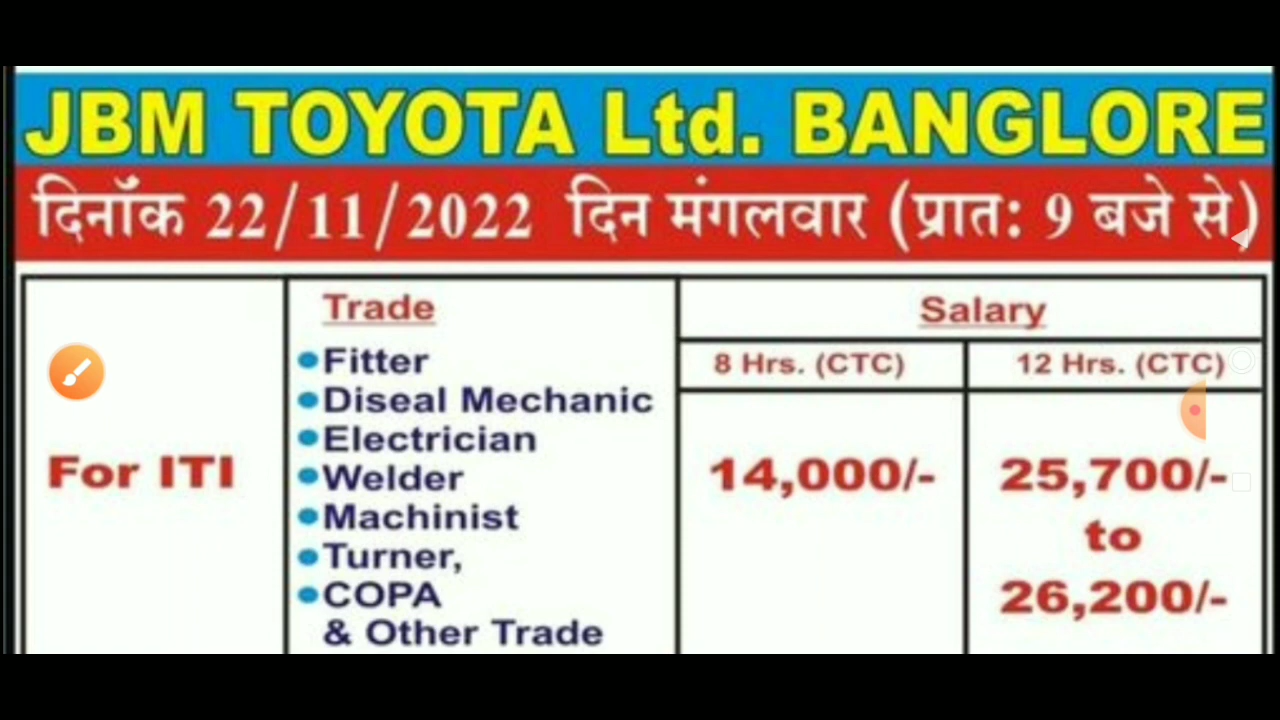 JBM TOYOTA Ltd. BANGLORE
दिनॉक 22/11/2022 दिन मंगलवार (प्रात: 9 बजे से)
Trade
Salary
8 Hrs. (CTC)
12 Hrs. (CTC)
For ITI
•Fitter
•Diseal Mechanic
•Electrician
•Welder
•Machinist
•Turner,
•COPA
& Other Trade
14,000/-
25,700/-
to
26,200/-